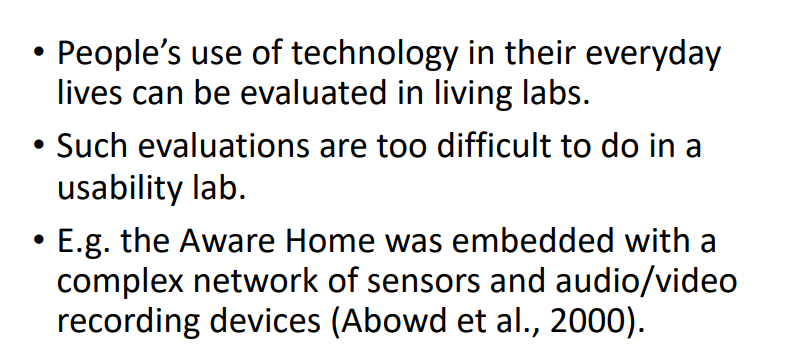 • People’s use of technology in their everyday
lives can be evaluated in living labs.
• Such evaluations are too difficult to do in a
usability lab.
• E.g. the Aware Home was embedded with a
complex network of sensors and audio/video
recording devices (Abowd et al., 2000).